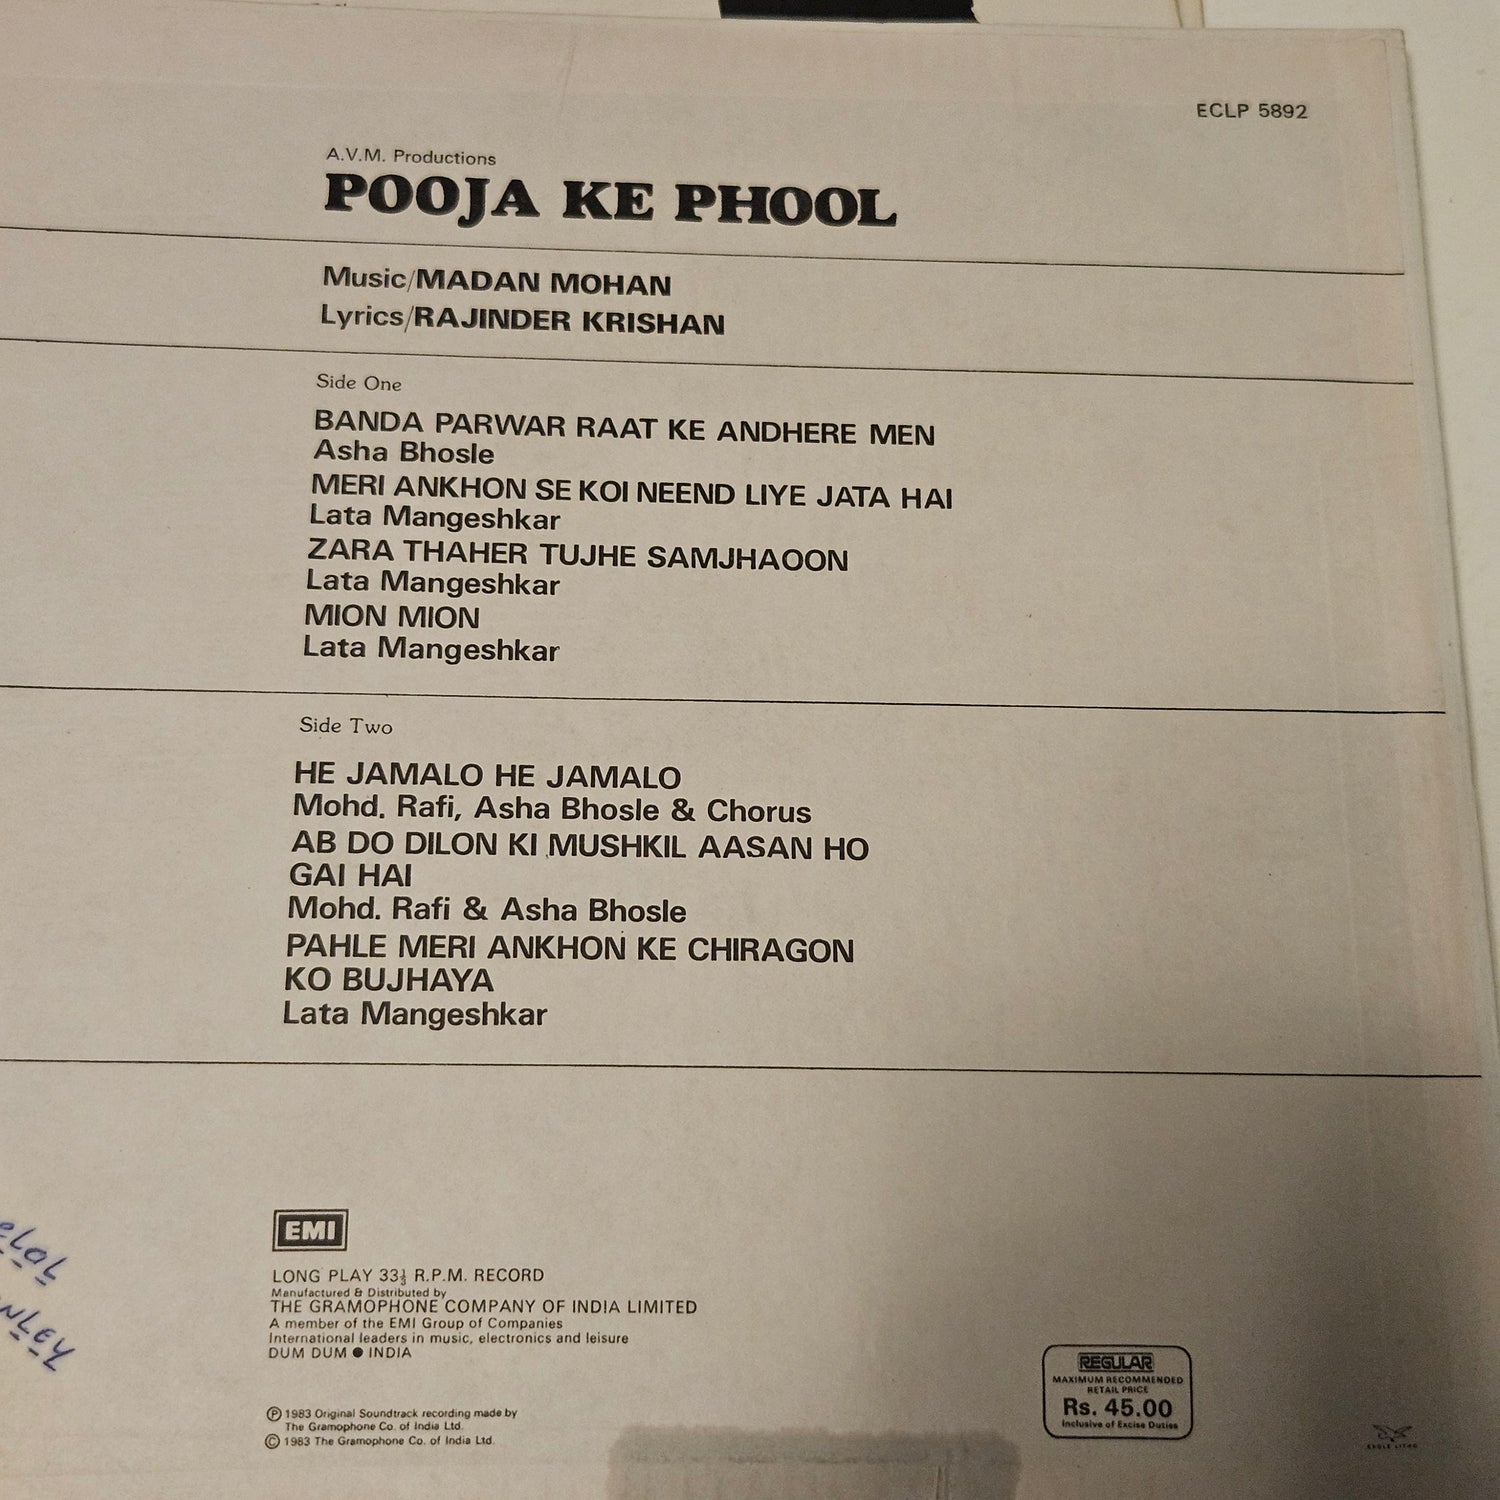 ECLP 5892
A.V.M. Productions
POOJA KE PHOOL
Music/MADAN MOHAN
Lyrics/RAJINDER KRISHAN
Side One
BANDA PARWAR RAAT KE ANDHERE MEN
Asha Bhosle
MERI ANKHON SE KOI NEEND LIYE JATA HAI
Lata Mangeshkar
ZARA THAHER TUJHE SAMJHAOON
Lata Mangeshkar
MION MION
Lata Mangeshkar
Side Two
HE JAMALO HE JAMALO
Mohd. Rafi, Asha Bhosle & Chorus
AB DO DILON KI MUSHKIL AASAN HO
GAI HAI
Mohd. Rafi & Asha Bhosle
PAHLE MERI ANKHON KE CHIRAGON
KO BUJHAYA
Lata Mangeshkar
EMI
LONG PLAY 33⅓ R.P.M. RECORD
Manufactured & Distributed by
THE GRAMOPHONE COMPANY OF INDIA LIMITED
A member of the EMI Group of Companies
International leaders in music, electronics and leisure
DUM DUM ● INDIA
℗ 1983 Original Soundtrack recording made by
The Gramophone Co. of India Ltd.
© 1983 The Gramophone Co. of India Ltd.
REGULAR
MAXIMUM RECOMMENDED
RETAIL PRICE
Rs. 45.00
Inclusive of Excise Duties